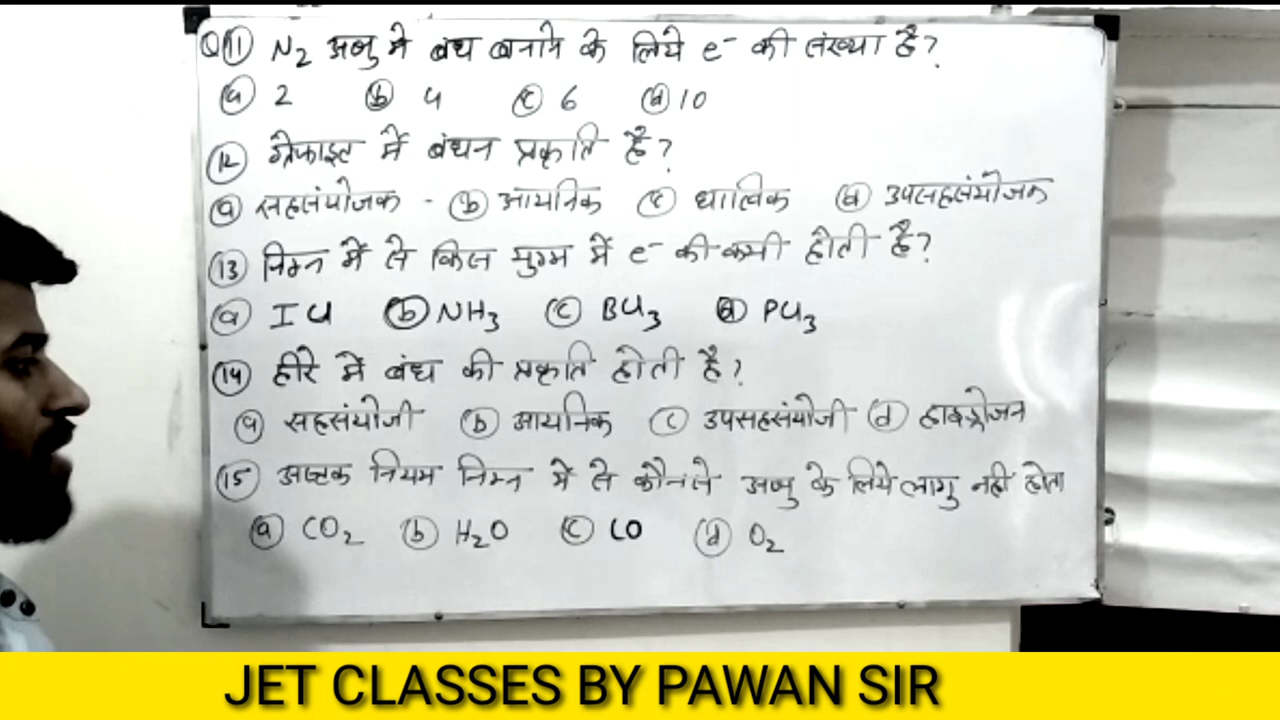 Q 11 N₂ अणु में बंध बनाने के लिये e⁻ की संख्या है?
(a) 2 (b) 4 (c) 6 (d) 10
12 ग्रेफाइट में बंधन प्रकृति है?
(a) सहसंयोजक - (b) आयनिक (c) धात्विक (d) उपसहसंयोजक
13 निम्न में से किस युग्म में e⁻ की कमी होती है?
(a) ICl (b) NH₃ (c) BCl₃ (d) PCl₃
14 हीरे में बंध की प्रकृति होती है?
(a) सहसंयोजी (b) आयनिक (c) उपसहसंयोजी (d) हाइड्रोजन
15 अष्टक नियम निम्न में से कौनसे अणु के लिये लागु नही होता
(a) CO₂ (b) H₂O (c) CO (d) O₂
JET CLASSES BY PAWAN SIR